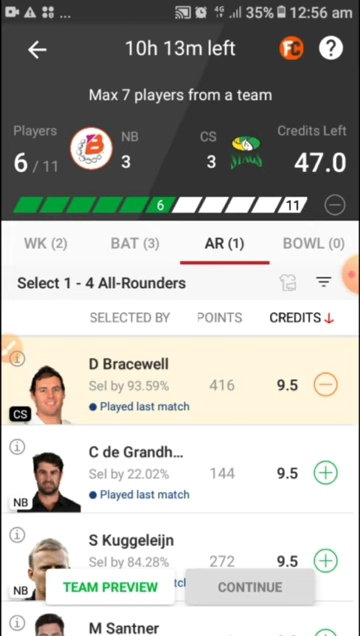 ... 4G 35% 12:56 am
10h 13m left FC ?
Max 7 players from a team
Players NB CS Credits Left
6 / 11 B 3 3 STAGS 47.0
6 11
WK (2) BAT (3) AR (1) BOWL (0)
Select 1 - 4 All-Rounders
SELECTED BY POINTS CREDITS ↓
D Bracewell
Sel by 93.59% 416 9.5
Played last match
CS
C de Grandh...
Sel by 22.02% 144 9.5
Played last match
NB
S Kuggeleijn
Sel by 84.28% 272 9.5
NB
TEAM PREVIEW CONTINUE
M Santner